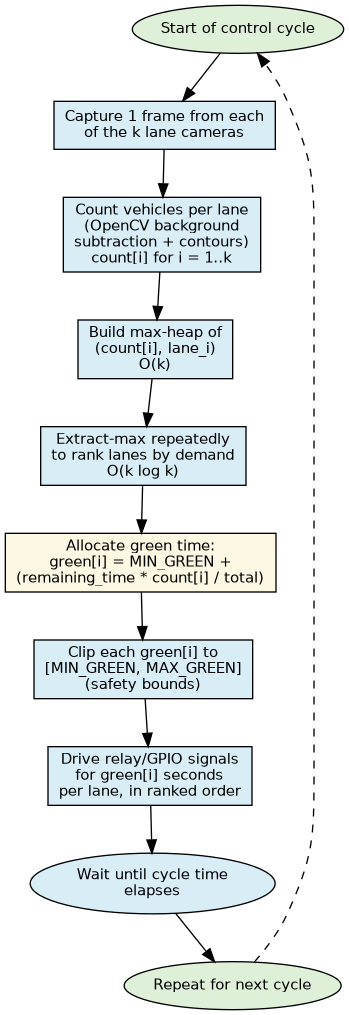 Start of control cycle
Capture 1 frame from each
of the k lane cameras
Count vehicles per lane
(OpenCV background
subtraction + contours)
count[i] for i = 1..k
Build max-heap of
(count[i], lane_i)
O(k)
Extract-max repeatedly
to rank lanes by demand
O(k log k)
Allocate green time:
green[i] = MIN_GREEN +
(remaining_time * count[i] / total)
Clip each green[i] to
[MIN_GREEN, MAX_GREEN]
(safety bounds)
Drive relay/GPIO signals
for green[i] seconds
per lane, in ranked order
Wait until cycle time
elapses
Repeat for next cycle